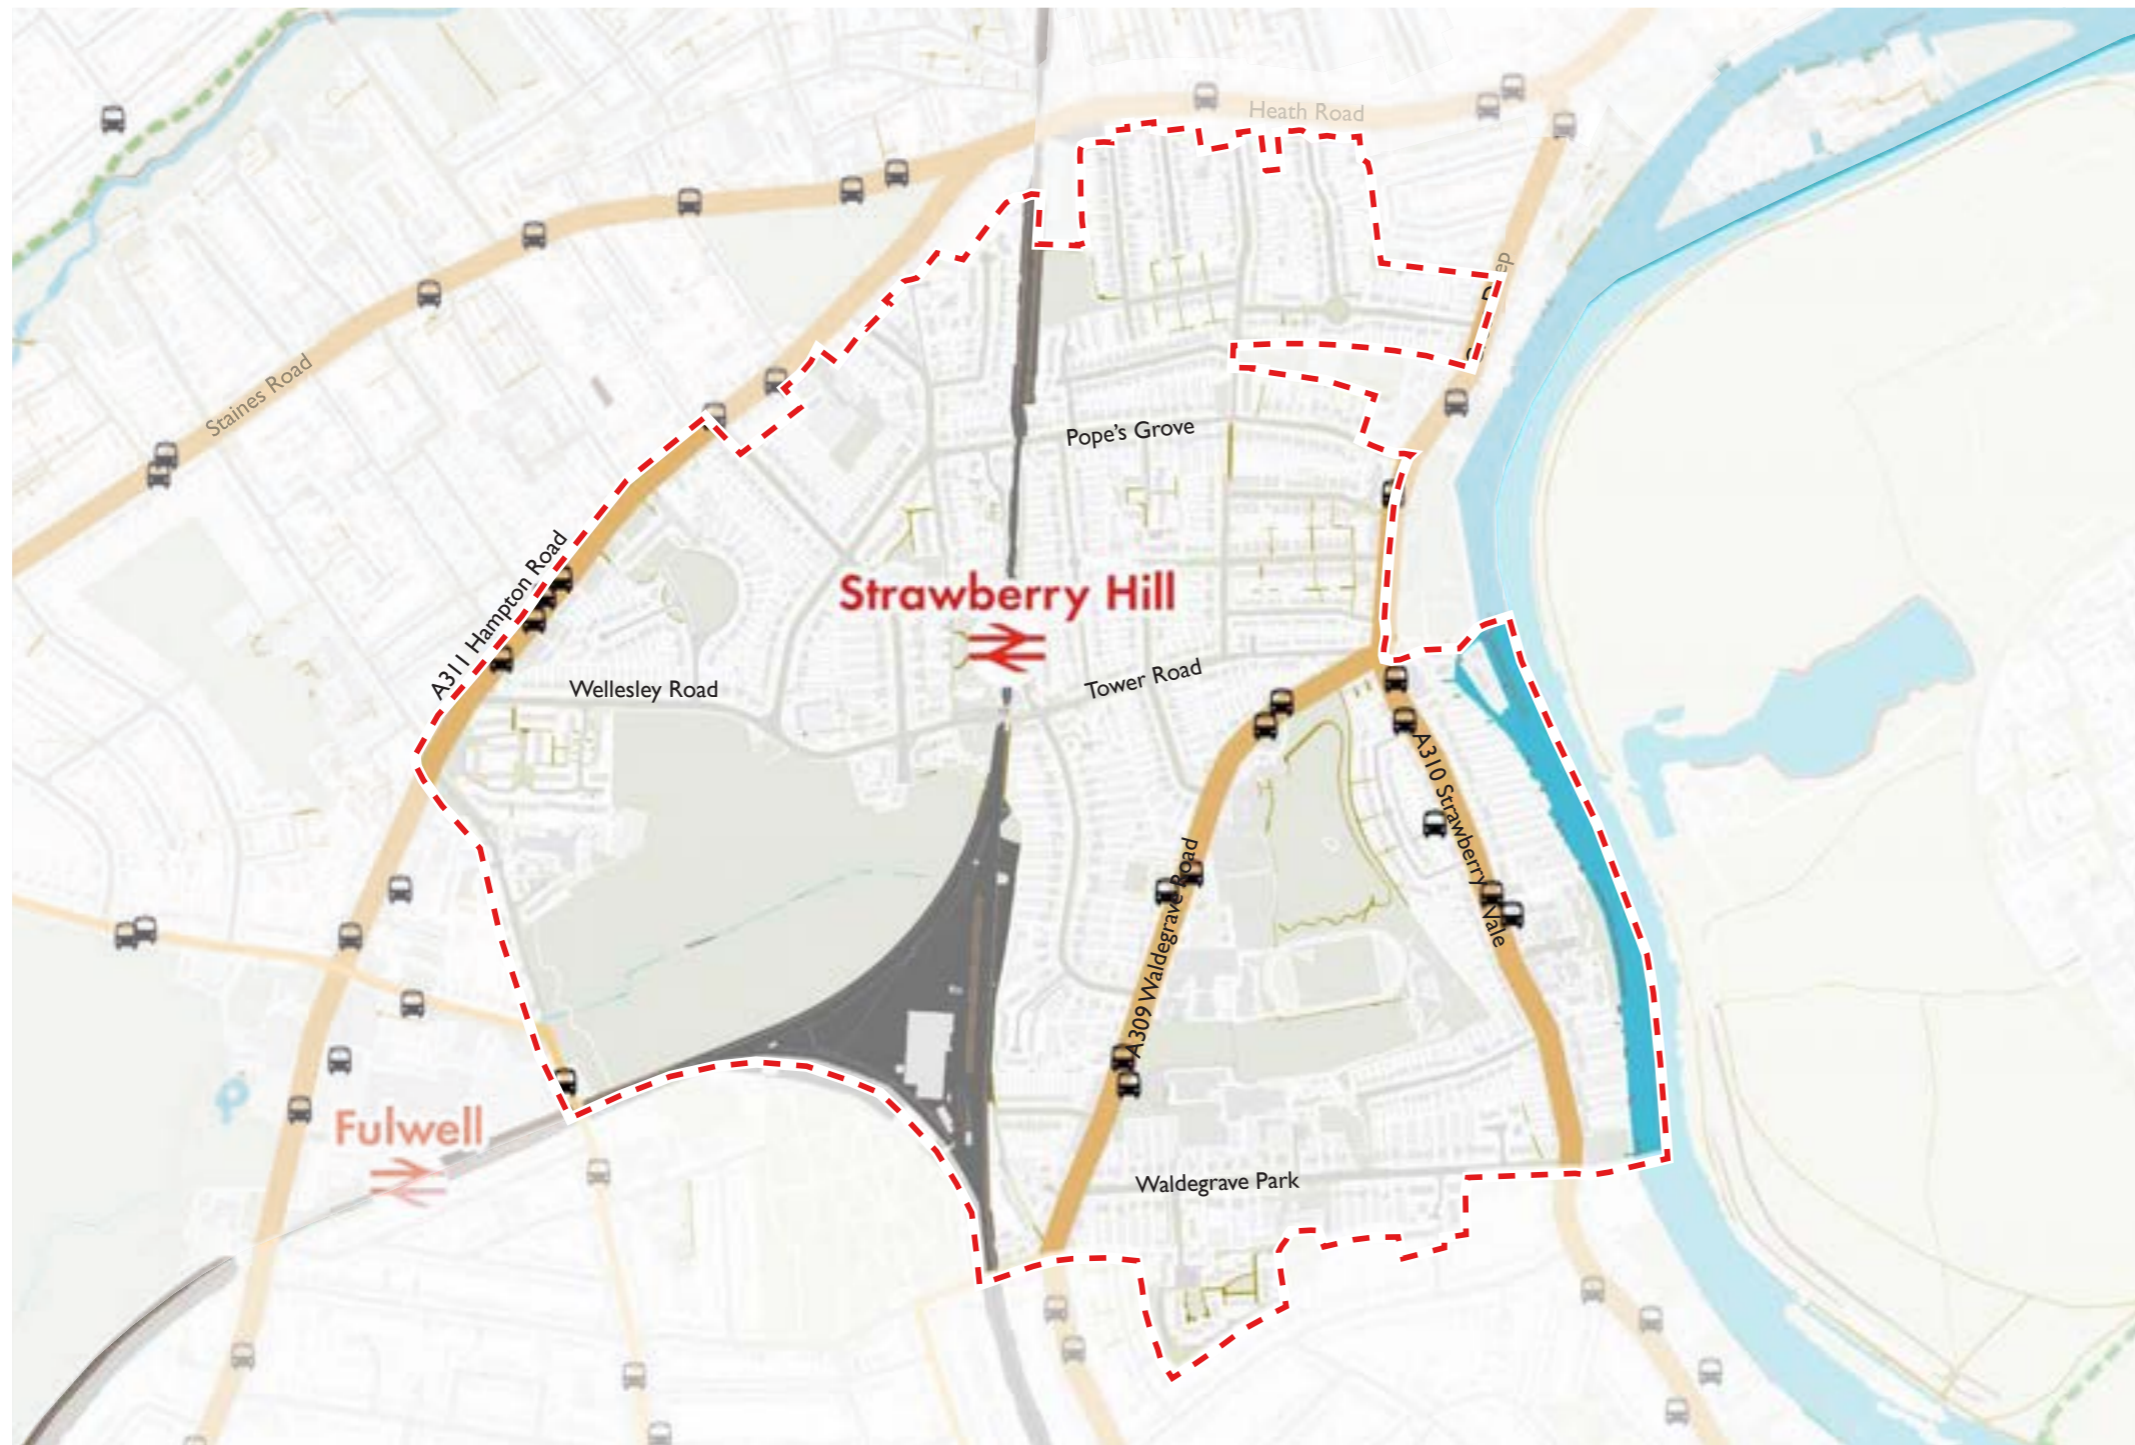 Heath Road
Staines Road
Pope's Grove
A311 Hampton Road
Strawberry Hill
Wellesley Road
Tower Road
A310 Strawberry Vale
A309 Waldegrave Road
Fulwell
Waldegrave Park